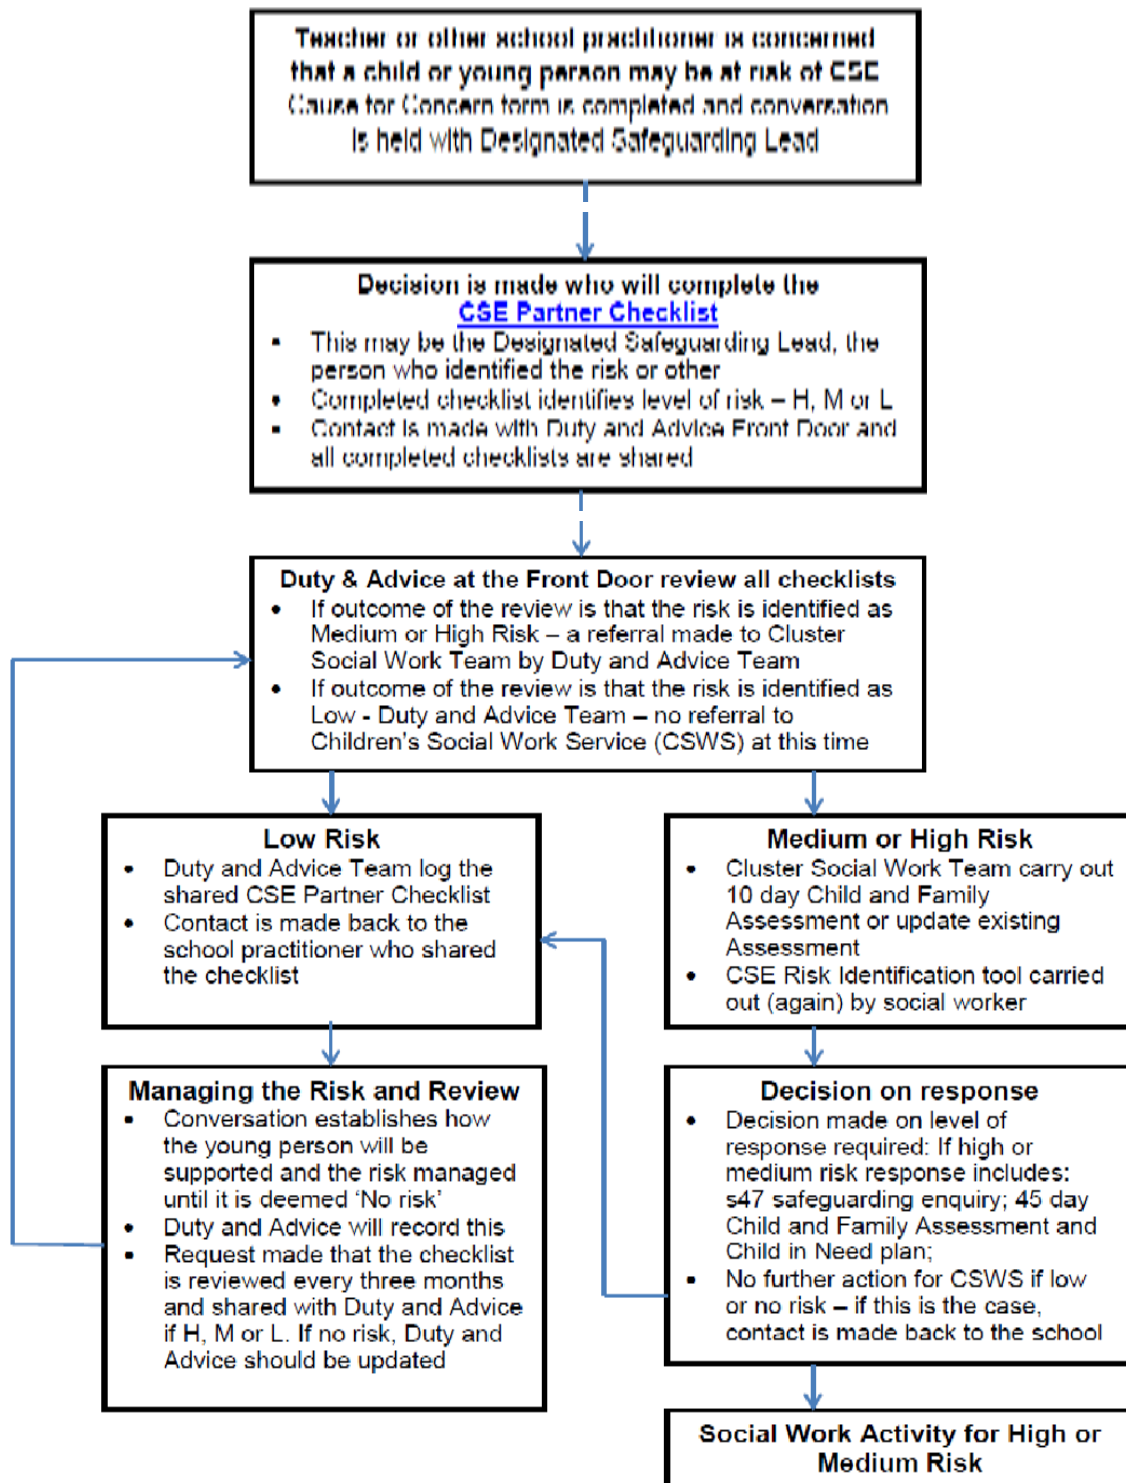 Teacher or other school practitioner is concerned
that a child or young person may be at risk of CSE
Cause for Concern form is completed and conversation
is held with Designated Safeguarding Lead
Decision is made who will complete the
CSE Partner Checklist
• This may be the Designated Safeguarding Lead, the
person who identified the risk or other
• Completed checklist identifies level of risk – H, M or L
• Contact is made with Duty and Advice Front Door and
all completed checklists are shared
Duty & Advice at the Front Door review all checklists
• If outcome of the review is that the risk is identified as
Medium or High Risk – a referral made to Cluster
Social Work Team by Duty and Advice Team
• If outcome of the review is that the risk is identified as
Low - Duty and Advice Team – no referral to
Children's Social Work Service (CSWS) at this time
Low Risk
• Duty and Advice Team log the
shared CSE Partner Checklist
• Contact is made back to the
school practitioner who shared
the checklist
Medium or High Risk
• Cluster Social Work Team carry out
10 day Child and Family
Assessment or update existing
Assessment
• CSE Risk Identification tool carried
out (again) by social worker
Managing the Risk and Review
• Conversation establishes how
the young person will be
supported and the risk managed
until it is deemed 'No risk'
• Duty and Advice will record this
• Request made that the checklist
is reviewed every three months
and shared with Duty and Advice
if H, M or L. If no risk, Duty and
Advice should be updated
Decision on response
• Decision made on level of
response required: If high or
medium risk response includes:
s47 safeguarding enquiry; 45 day
Child and Family Assessment and
Child in Need plan;
• No further action for CSWS if low
or no risk – if this is the case,
contact is made back to the school
Social Work Activity for High or
Medium Risk